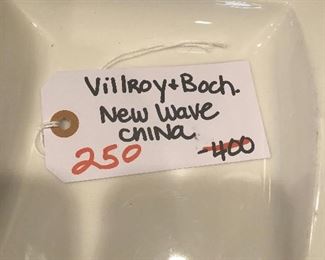 Villroy + Boch.
New Wave
China
250 400